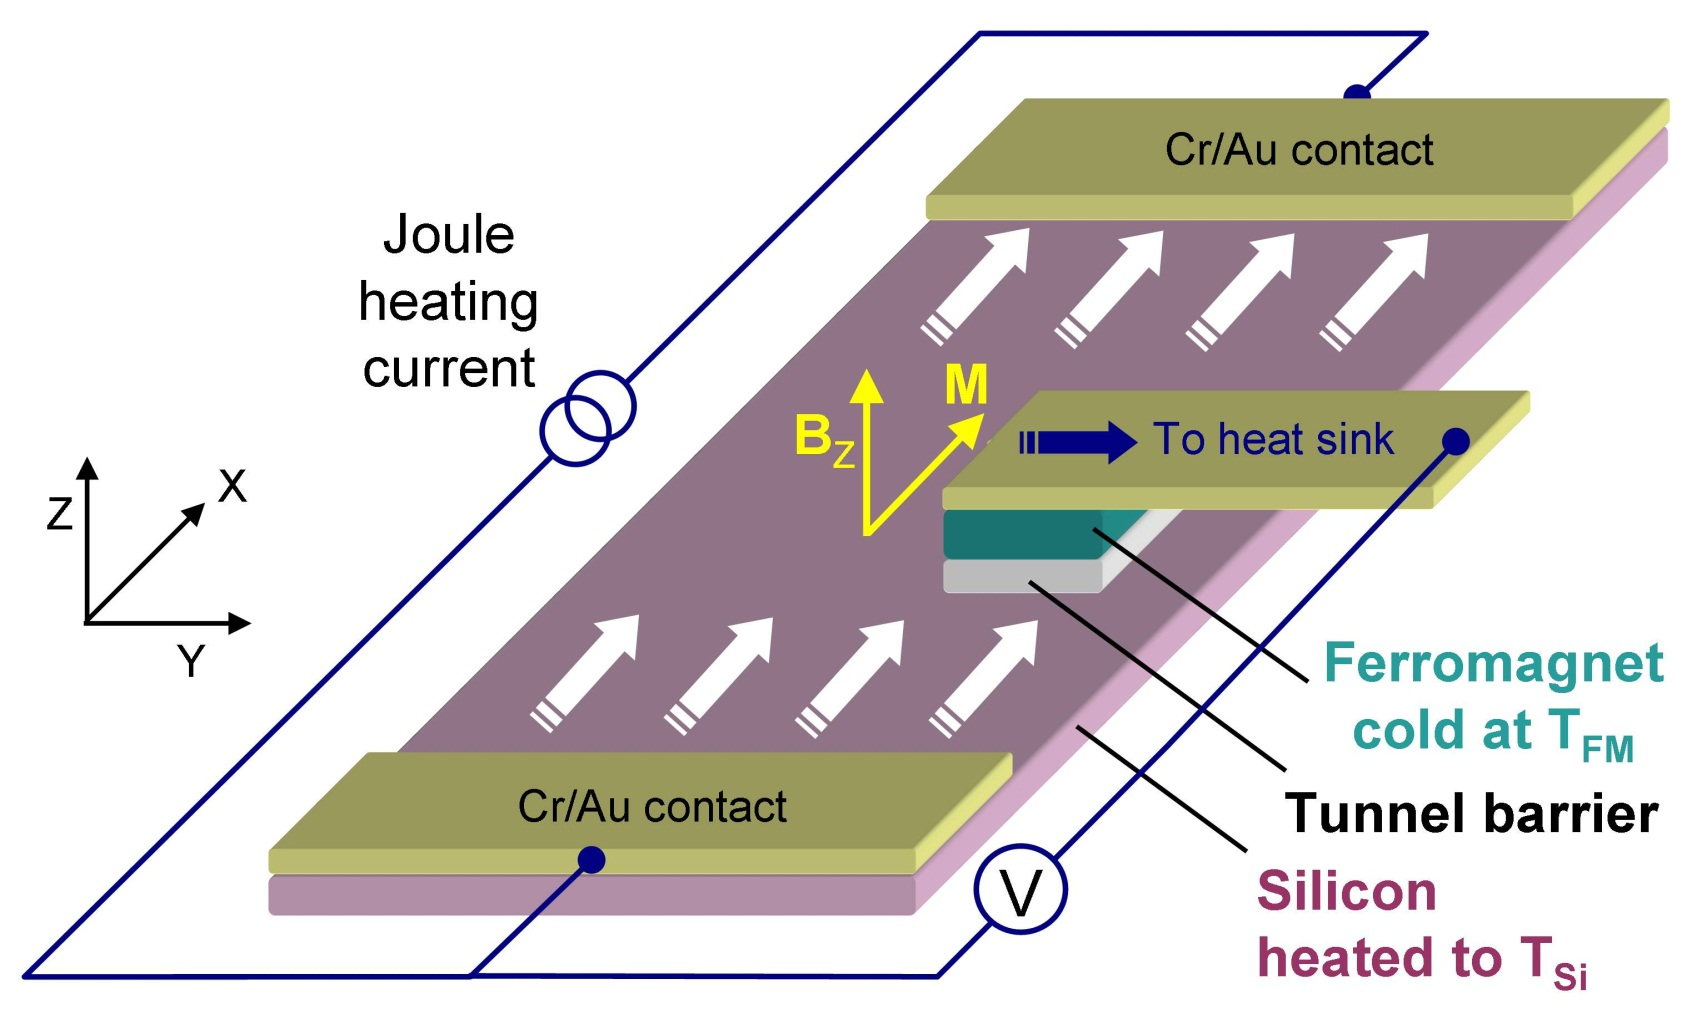 Cr/Au contact
Joule
heating
current
M
B_Z
To heat sink
Z
X
Y
Ferromagnet
cold at T_FM
Cr/Au contact
Tunnel barrier
V
Silicon
heated to T_Si